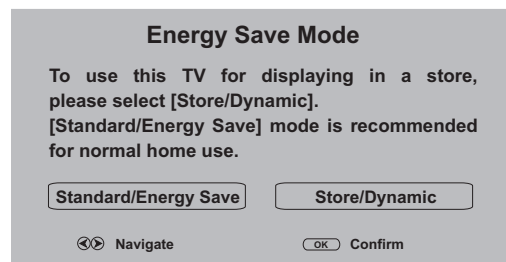 Energy Save Mode
To use this TV for displaying in a store,
please select [Store/Dynamic].
[Standard/Energy Save] mode is recommended
for normal home use.
Standard/Energy Save Store/Dynamic
Navigate OK Confirm